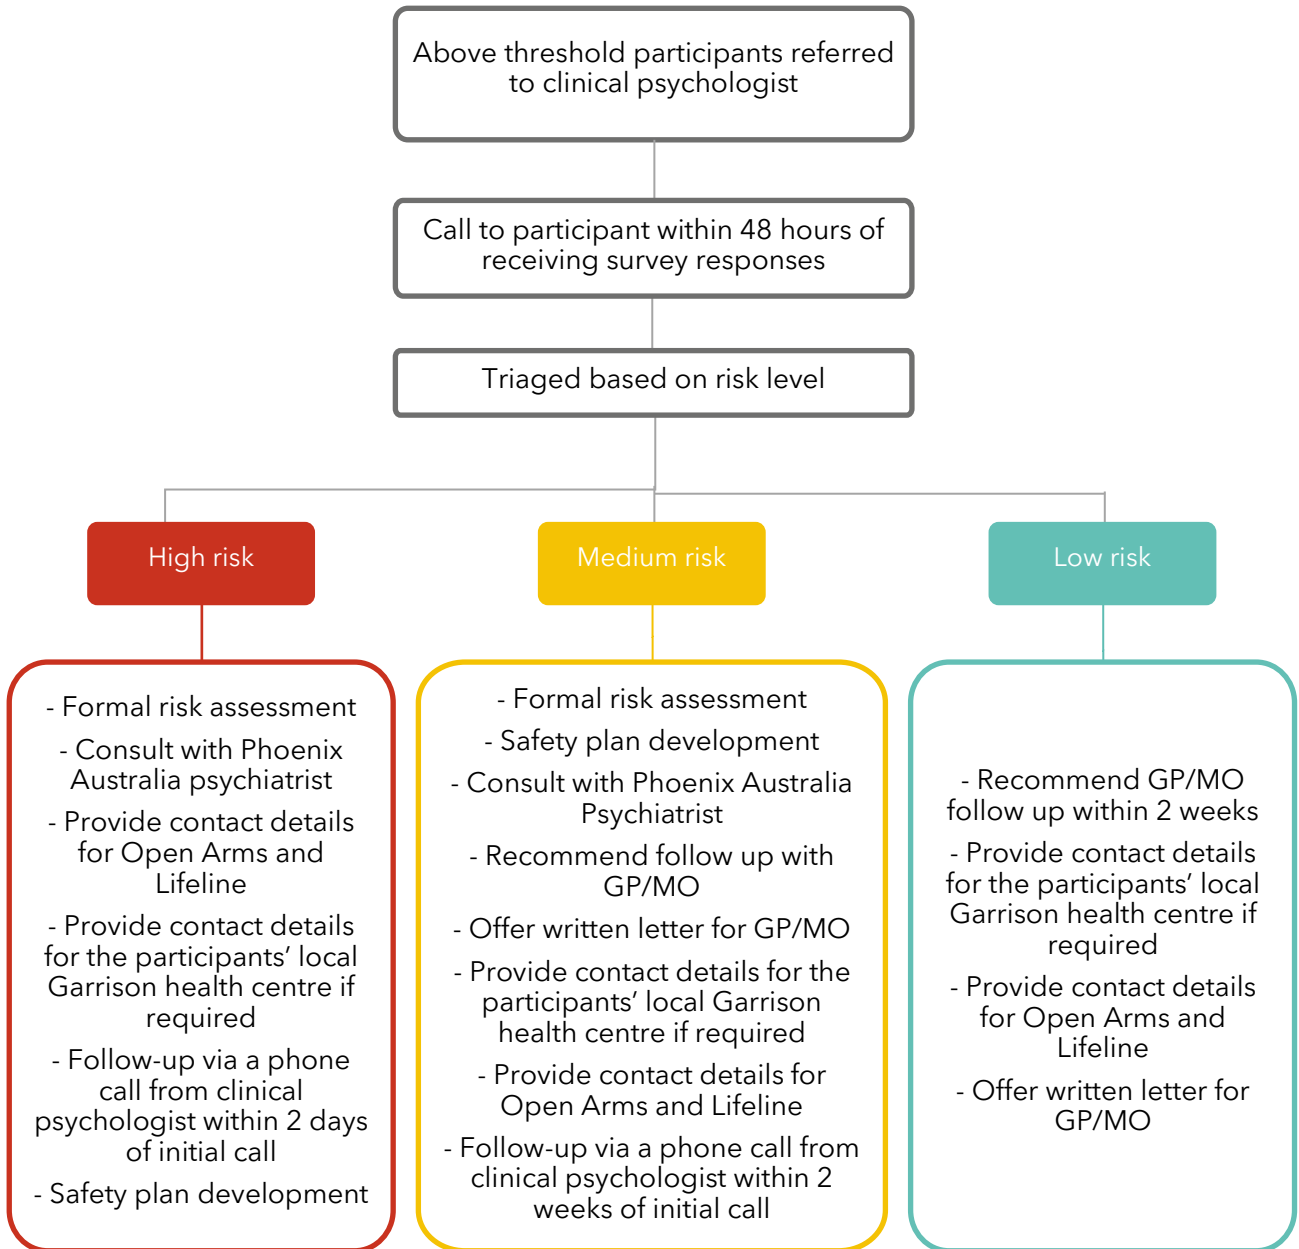 Above threshold participants referred
to clinical psychologist
Call to participant within 48 hours of
receiving survey responses
Triaged based on risk level
High risk
Medium risk
Low risk
- Formal risk assessment
- Consult with Phoenix
Australia psychiatrist
- Provide contact details
for Open Arms and
Lifeline
- Provide contact details
for the participants’ local
Garrison health centre if
required
- Follow-up via a phone
call from clinical
psychologist within 2 days
of initial call
- Safety plan development
- Formal risk assessment
- Safety plan development
- Consult with Phoenix Australia
Psychiatrist
- Recommend follow up with
GP/MO
- Offer written letter for GP/MO
- Provide contact details for the
participants’ local Garrison
health centre if required
- Provide contact details for
Open Arms and Lifeline
- Follow-up via a phone call from
clinical psychologist within 2
weeks of initial call
- Recommend GP/MO
follow up within 2 weeks
- Provide contact details
for the participants’ local
Garrison health centre if
required
- Provide contact details
for Open Arms and
Lifeline
- Offer written letter for
GP/MO